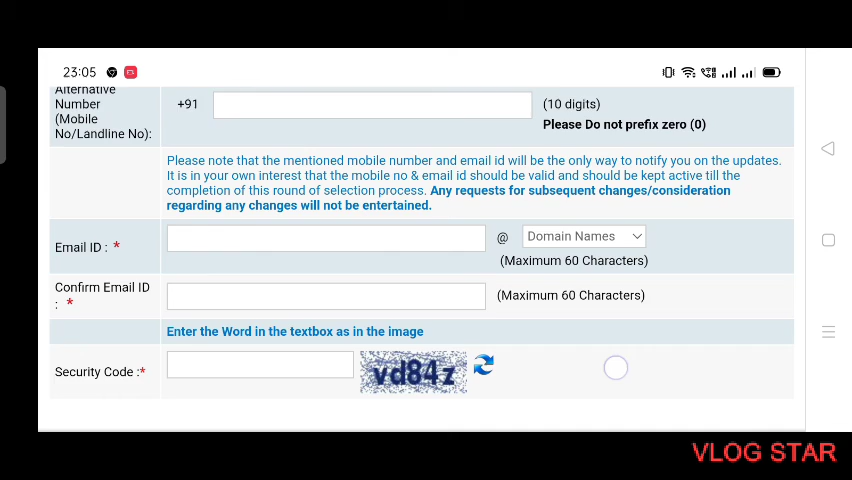 23:05
Alternative
Number
(Mobile
No/Landline No):
+91
(10 digits)
Please Do not prefix zero (0)
Please note that the mentioned mobile number and email id will be the only way to notify you on the updates.
It is in your own interest that the mobile no & email id should be valid and should be kept active till the
completion of this round of selection process. Any requests for subsequent changes/consideration
regarding any changes will not be entertained.
Email ID : *
@
Domain Names
(Maximum 60 Characters)
Confirm Email ID
: *
(Maximum 60 Characters)
Enter the Word in the textbox as in the image
Security Code :*
vd84z
VLOG STAR